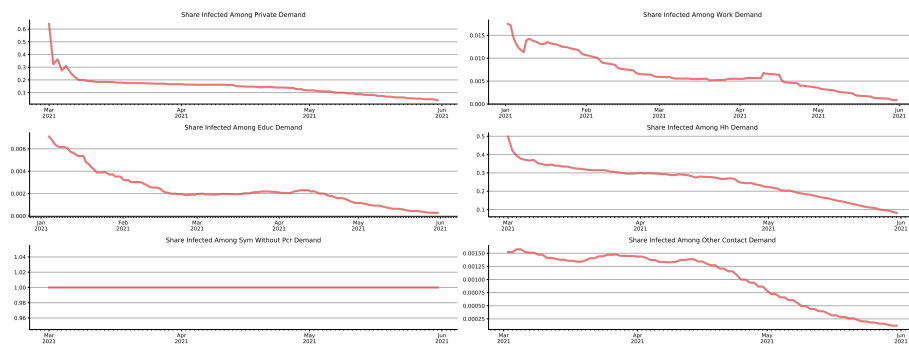 Share Infected Among Private Demand
0.6
0.5
0.4
0.3
0.2
0.1
Mar 2021
Apr 2021
May 2021
Jun 2021
Share Infected Among Work Demand
0.015
0.010
0.005
0.000
Jan 2021
Feb 2021
Mar 2021
Apr 2021
May 2021
Jun 2021
Share Infected Among Educ Demand
0.006
0.004
0.002
0.000
Jan 2021
Feb 2021
Mar 2021
Apr 2021
May 2021
Jun 2021
Share Infected Among Hh Demand
0.5
0.4
0.3
0.2
0.1
Mar 2021
Apr 2021
May 2021
Jun 2021
Share Infected Among Sym Without Pcr Demand
1.04
1.02
1.00
0.98
0.96
Mar 2021
Apr 2021
May 2021
Jun 2021
Share Infected Among Other Contact Demand
0.00150
0.00125
0.00100
0.00075
0.00050
0.00025
Mar 2021
Apr 2021
May 2021
Jun 2021